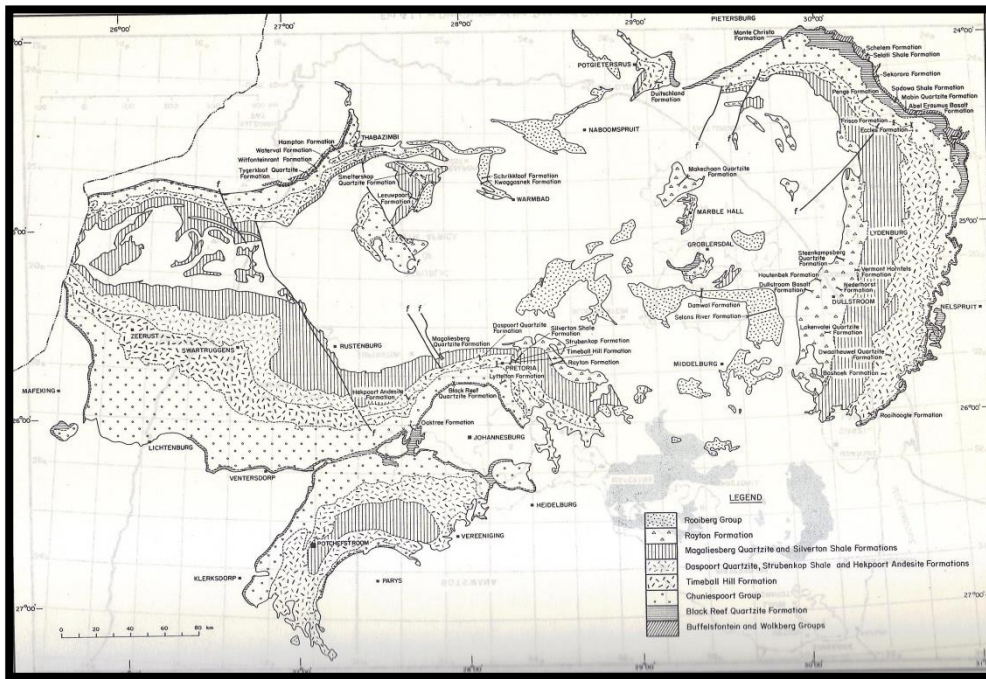 26°00'
27°00'
28°00'
29°00'
30°00'
PIETERSBURG
24°00'
Monte Christo
Formation
Schelem Formation
Selati Shale Formation
Sekororo Formation
POTGIETERSRUS
Duitschland
Formation
Penge Formation
Sadowa Shale Formation
Mabin Quartzite Formation
Abel Erasmus Basalt
Formation
Frisco Formation
Eccles Formation
NABOOMSPRUIT
Hampton Formation
THABAZIMBI
Waterval Formation
Witfonteinrant Formation
Tygerkloof Quartzite
Formation
Smelterskop
Quartzite Formation
Leeuwpoort
Formation
Schrikkloof Formation
Kwaggasnek Formation
WARMBAD
Makechaan Quartzite
Formation
MARBLE HALL
25°00'
LYDENBURG
GROBLERSDAL
Steenkampsberg
Quartzite
Formation
Houtenbek Formation
Vermont Hornfels
Formation
Dullstroom Basalt
Formation
Nederhorst
Formation
DULLSTROOM
NELSPRUIT
Damwal Formation
Selons River Formation
Lakenvalei Quartzite
Formation
Dwaalheuwel Quartzite
Formation
Boshoek Formation
Rooihoogte Formation
ZEERUST
SWARTRUGGENS
RUSTENBURG
MAFEKING
Magaliesberg
Quartzite Formation
Daspoort Quartzite
Formation
Silverton Shale
Formation
Strubenkop Formation
Timeball Hill Formation
PRETORIA
Rayton Formation
Lyttelton Formation
Hekpoort Andesite
Formation
Black Reef
Quartzite Formation
MIDDELBURG
26°00'
Oaktree Formation
LICHTENBURG
JOHANNESBURG
VENTERSDORP
HEIDELBURG
POTCHEFSTROOM
VEREENIGING
KLERKSDORP
PARYS
27°00'
27°00'
0 20 40 60 80
km
28°00'
29°00'
30°00'
LEGEND
Rooiberg Group
Rayton Formation
Magaliesberg Quartzite and Silverton Shale Formations
Daspoort Quartzite, Strubenkop Shale and Hekpoort Andesite Formations
Timeball Hill Formation
Chuniespoort Group
Black Reef Quartzite Formation
Buffelsfontein and Wolkberg Groups